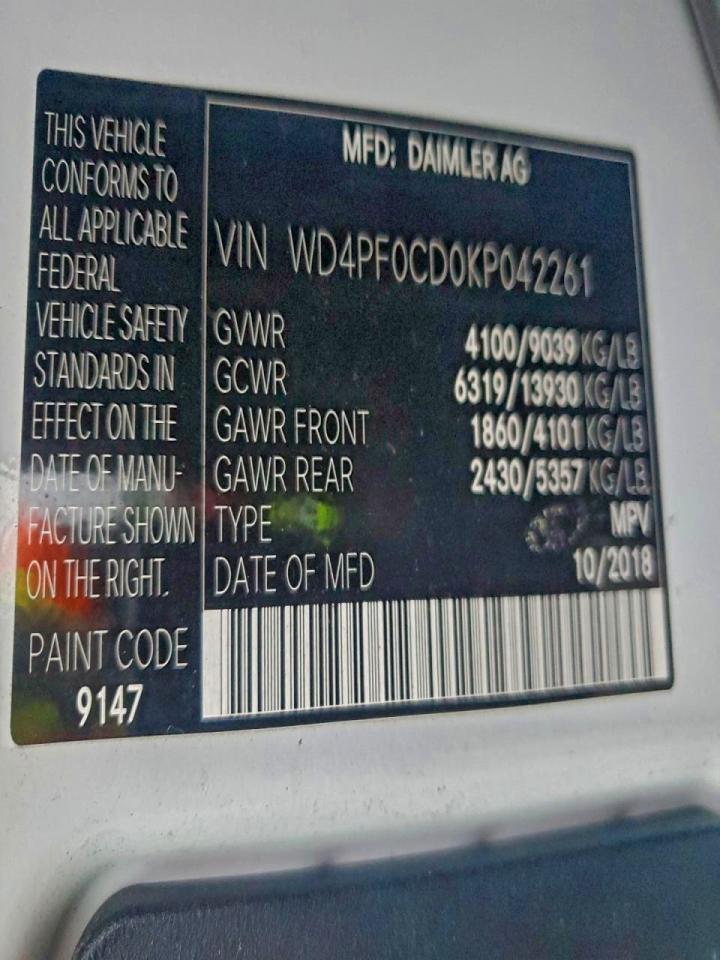 THIS VEHICLE
CONFORMS TO
ALL APPLICABLE
FEDERAL
VEHICLE SAFETY
STANDARDS IN
EFFECT ON THE
DATE OF MANU-
FACTURE SHOWN
ON THE RIGHT.
PAINT CODE
9147
MFD: DAIMLER AG
VIN WD4PF0CD0KP042261
GVWR 4100/9039 KG/LB
GCWR 6319/13930 KG/LB
GAWR FRONT 1860/4101 KG/LB
GAWR REAR 2430/5357 KG/LB
TYPE MPV
DATE OF MFD 10/2018